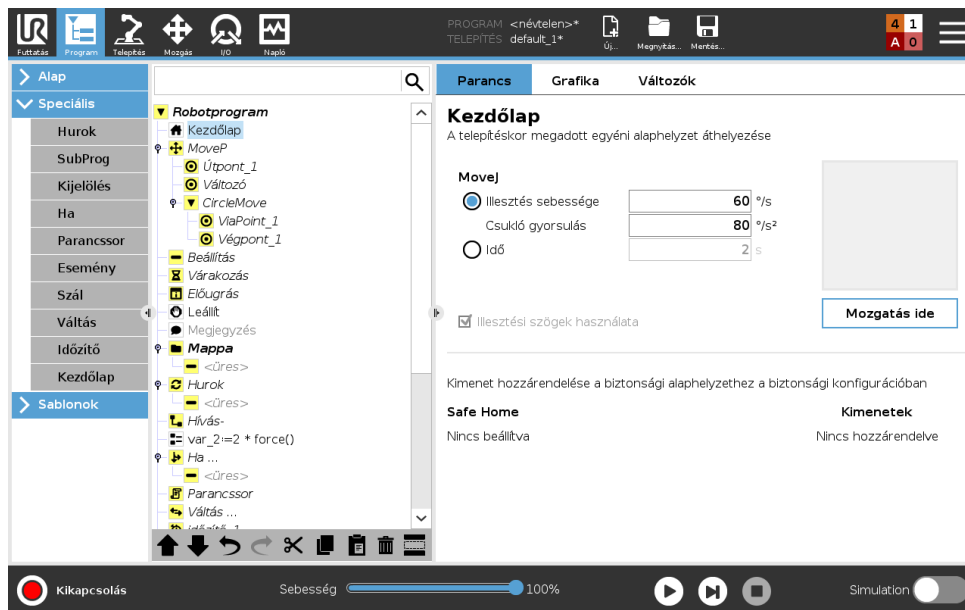 UR
Futtatás Program Telepítés Mozgás I/O Napló
PROGRAM <névtelen>*
TELEPÍTÉS default_1*
Új... Megnyitás... Mentés...
4 1
A 0
Alap
Speciális
Hurok
SubProg
Kijelölés
Ha
Parancssor
Esemény
Szál
Váltás
Időzítő
Kezdőlap
Sablonok
Robotprogram
Kezdőlap
MoveP
Útpont_1
Változó
CircleMove
ViaPoint_1
Végpont_1
Beállítás
Várakozás
Előugrás
Leállít
Megjegyzés
Mappa
<üres>
Hurok
<üres>
Hívás-
var_2≔2 * force()
Ha ...
<üres>
Parancssor
Váltás ...
időzítő_1
Parancs Grafika Változók
Kezdőlap
A telepítéskor megadott egyéni alaphelyzet áthelyezése
MoveJ
Illesztés sebessége 60 °/s
Csukló gyorsulás 80 °/s²
Idő 2 s
Mozgatás ide
Illesztési szögek használata
Kimenet hozzárendelése a biztonsági alaphelyzethez a biztonsági konfigurációban
Safe Home Kimenetek
Nincs beállítva Nincs hozzárendelve
Kikapcsolás
Sebesség 100%
Simulation